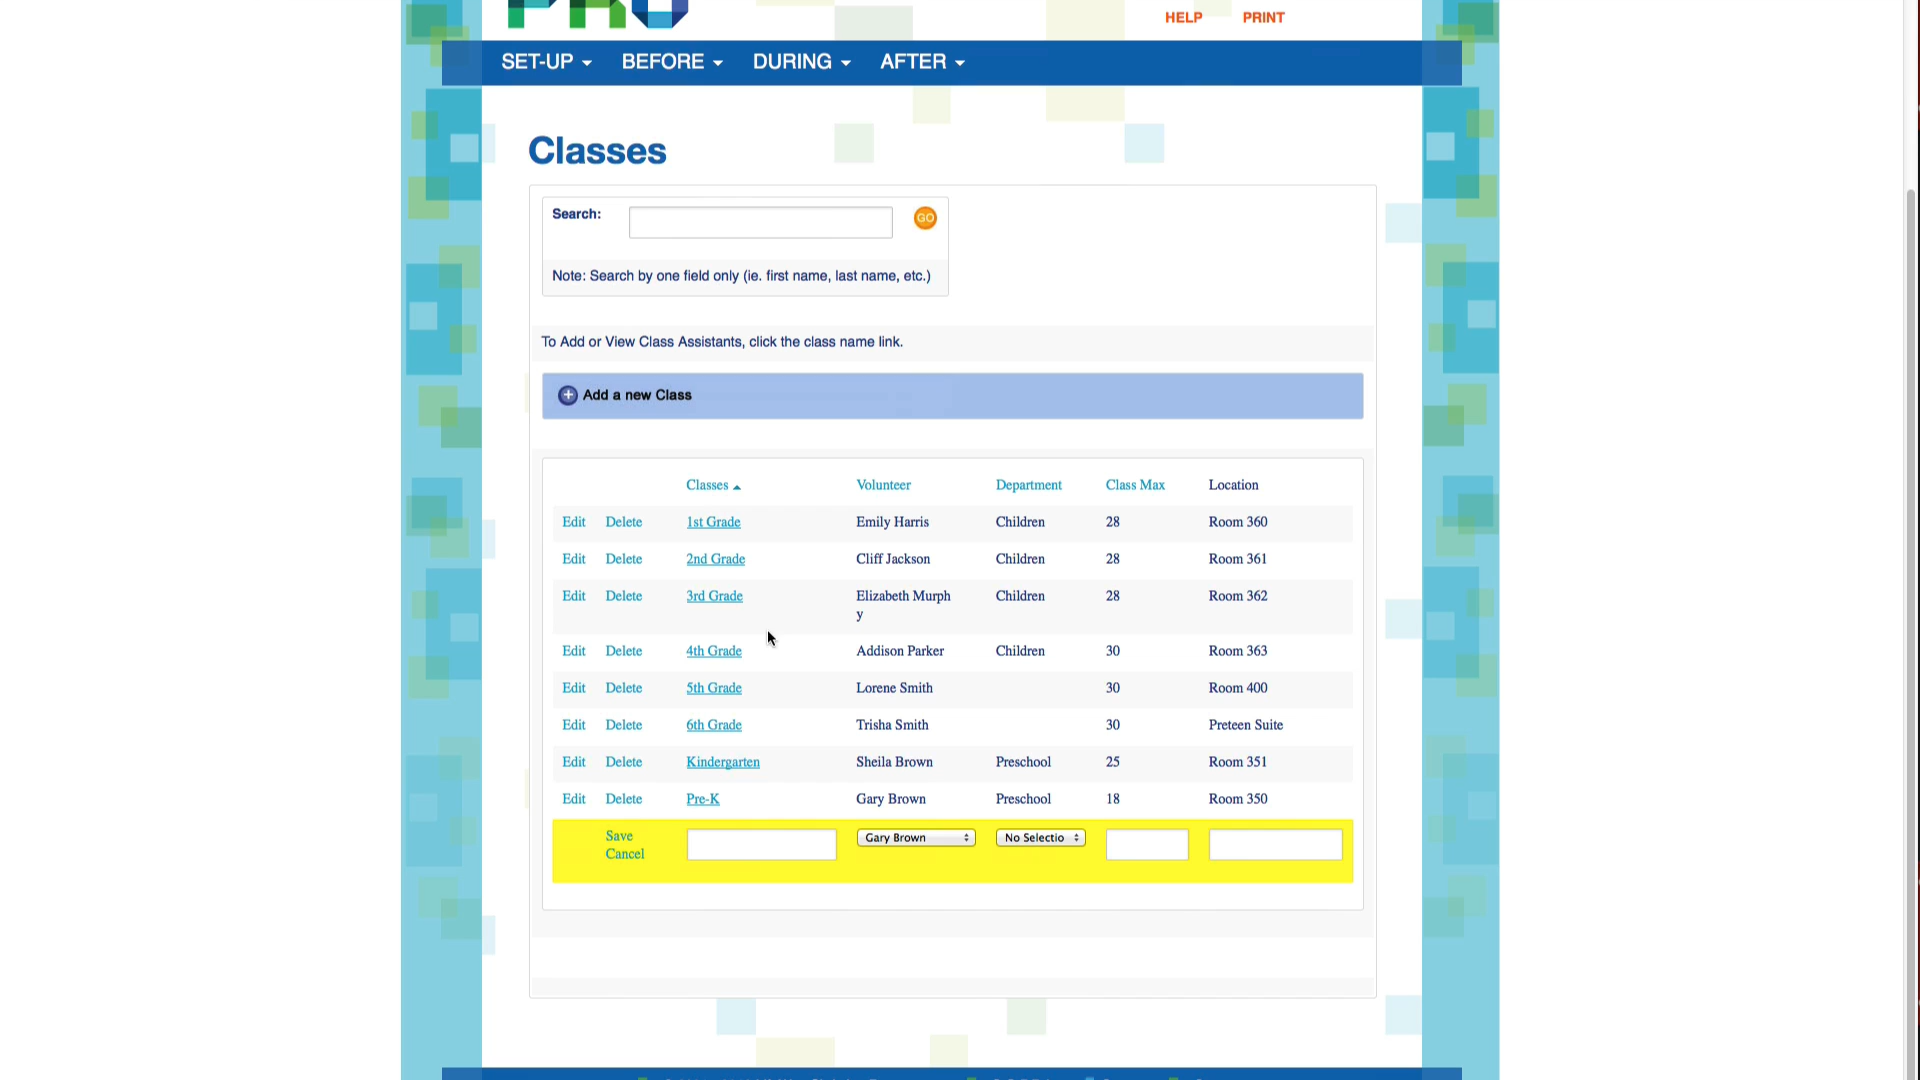 PRO
HELP PRINT
SET-UP BEFORE DURING AFTER
Classes
Search: GO
Note: Search by one field only (ie. first name, last name, etc.)
To Add or View Class Assistants, click the class name link.
Add a new Class
Classes Volunteer Department Class Max Location
Edit Delete 1st Grade Emily Harris Children 28 Room 360
Edit Delete 2nd Grade Cliff Jackson Children 28 Room 361
Edit Delete 3rd Grade Elizabeth Murph Children 28 Room 362
y
Edit Delete 4th Grade Addison Parker Children 30 Room 363
Edit Delete 5th Grade Lorene Smith 30 Room 400
Edit Delete 6th Grade Trisha Smith 30 Preteen Suite
Edit Delete Kindergarten Sheila Brown Preschool 25 Room 351
Edit Delete Pre-K Gary Brown Preschool 18 Room 350
Save Gary Brown No Selectio
Cancel